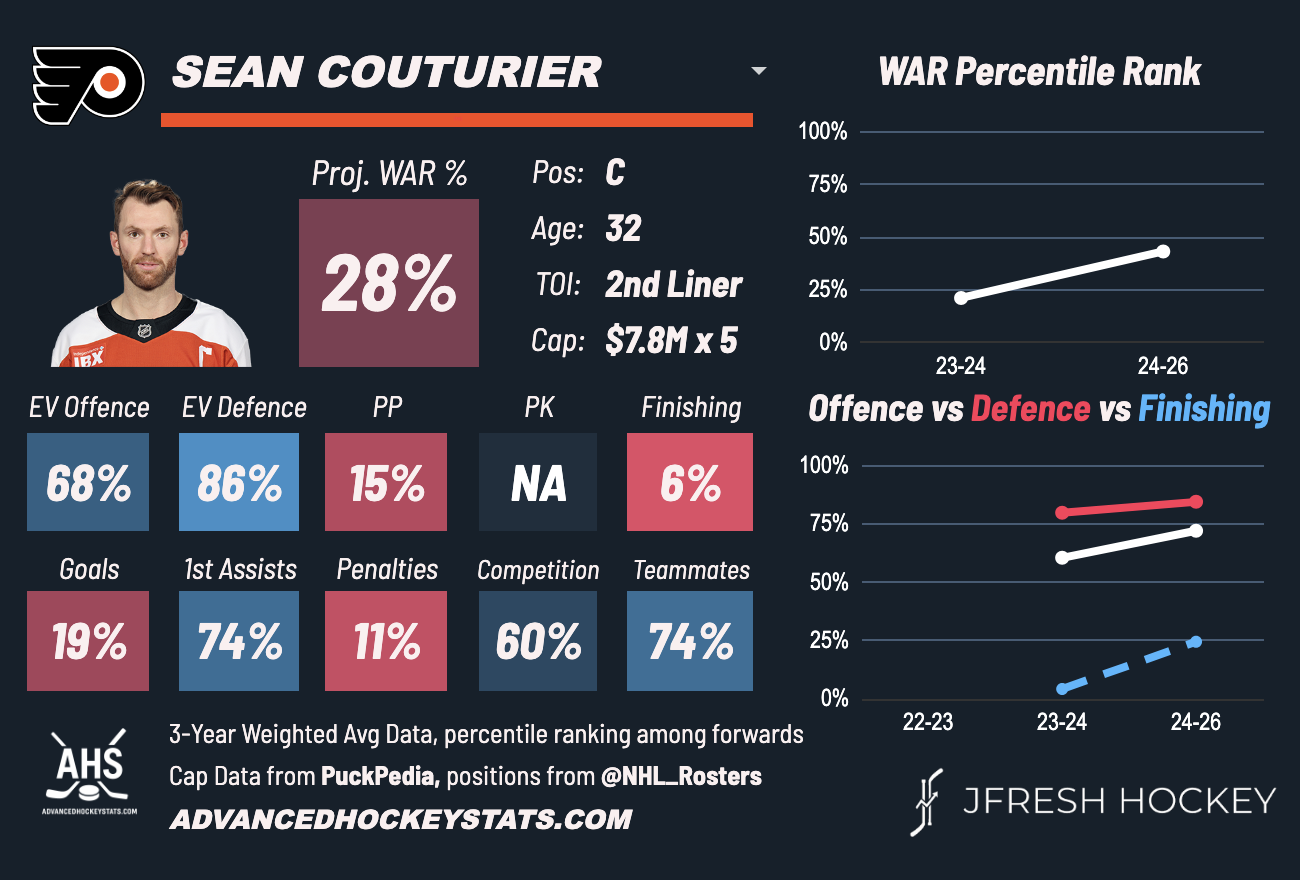 SEAN COUTURIER
Proj. WAR %
28%
Pos: C
Age: 32
TOI: 2nd Liner
Cap: $7.8M x 5
IBX
EV Offence EV Defence PP PK Finishing
68% 86% 15% NA 6%
Goals 1st Assists Penalties Competition Teammates
19% 74% 11% 60% 74%
WAR Percentile Rank
100%
75%
50%
25%
0%
23-24 24-26
Offence vs Defence vs Finishing
100%
75%
50%
25%
0%
22-23 23-24 24-26
AHS
ADVANCEDHOCKEYSTATS.COM
3-Year Weighted Avg Data, percentile ranking among forwards
Cap Data from PuckPedia, positions from @NHL_Rosters
ADVANCEDHOCKEYSTATS.COM
JFRESH HOCKEY